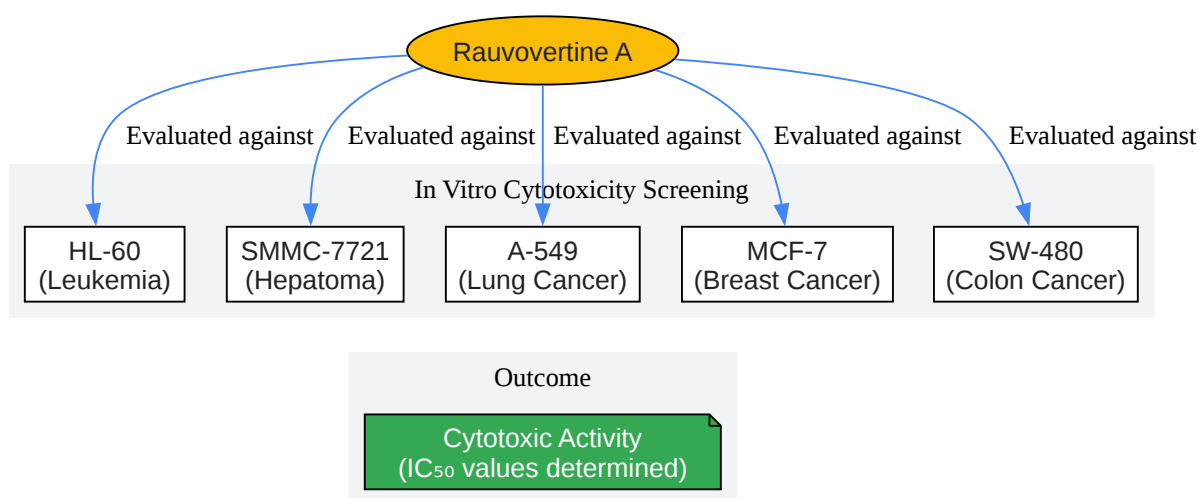 Rauvovertine A
Evaluated against Evaluated against Evaluated against Evaluated against Evaluated against
In Vitro Cytotoxicity Screening
HL-60
(Leukemia)
SMMC-7721
(Hepatoma)
A-549
(Lung Cancer)
MCF-7
(Breast Cancer)
SW-480
(Colon Cancer)
Outcome
Cytotoxic Activity
(IC₅₀ values determined)